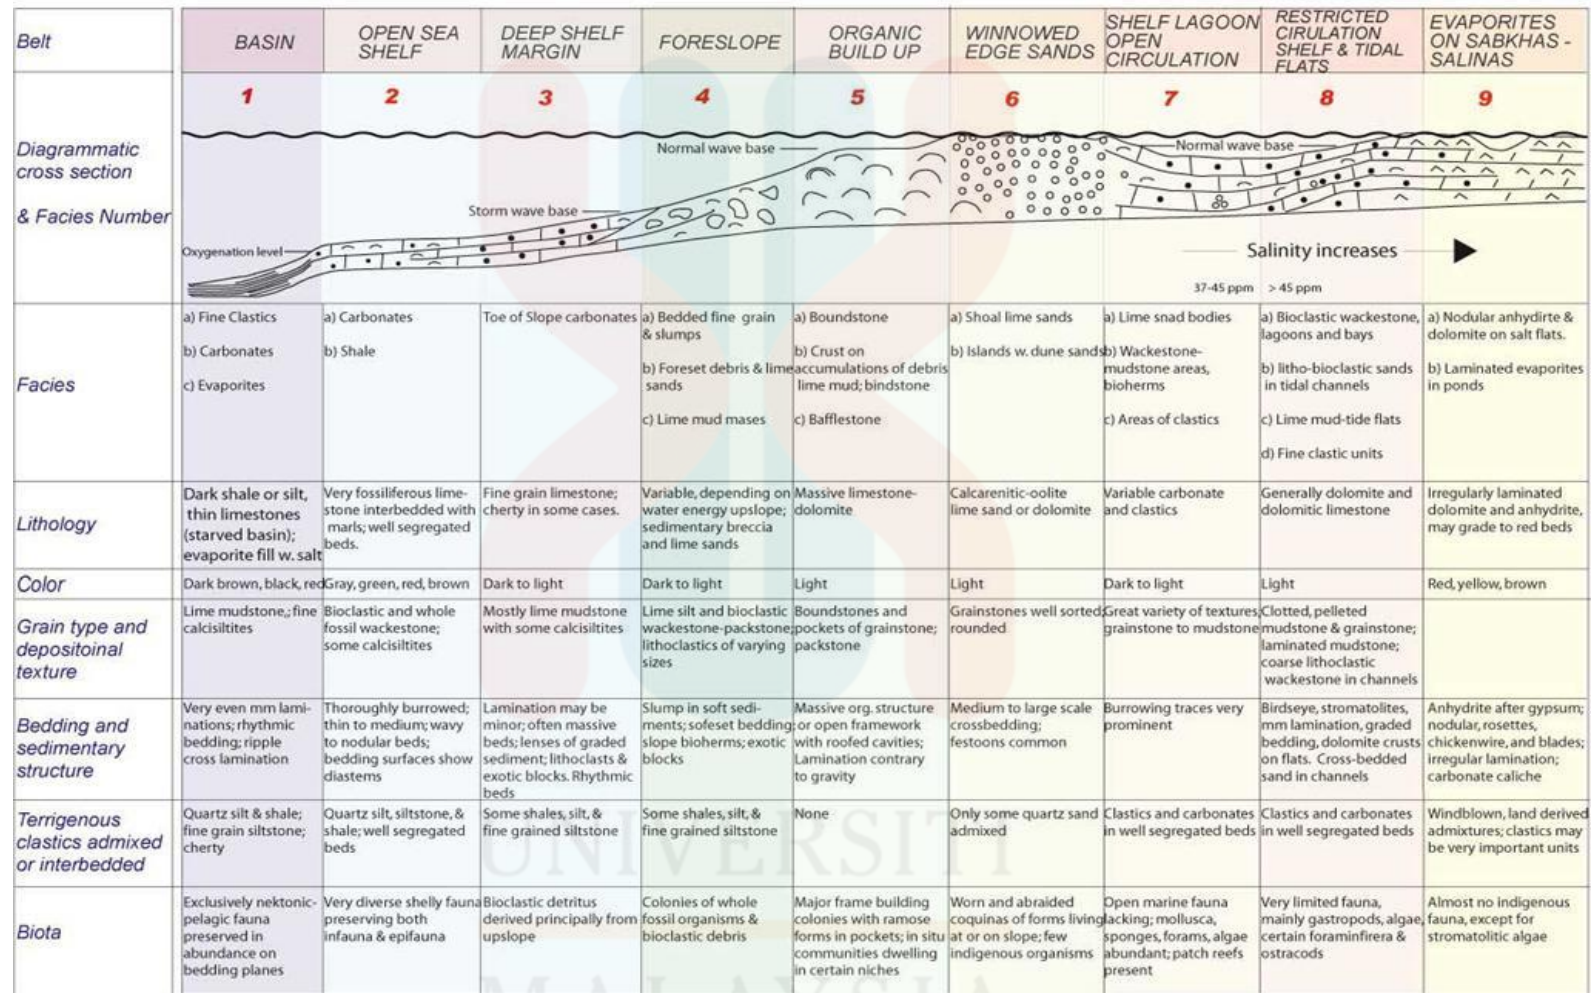 Belt
BASIN
OPEN SEA
SHELF
DEEP SHELF
MARGIN
FORESLOPE
ORGANIC
BUILD UP
WINNOWED
EDGE SANDS
SHELF LAGOON
OPEN
CIRCULATION
RESTRICTED
CIRULATION
SHELF & TIDAL
FLATS
EVAPORITES
ON SABKHAS -
SALINAS
Diagrammatic
cross section
& Facies Number
1
2
3
4
5
6
7
8
9
Normal wave base
Normal wave base
Storm wave base
Oxygenation level
Salinity increases
37-45 ppm
> 45 ppm
Facies
a) Fine Clastics
b) Carbonates
c) Evaporites
a) Carbonates
b) Shale
Toe of Slope carbonates
a) Bedded fine grain
& slumps
b) Foreset debris & lime
sands
c) Lime mud mases
a) Boundstone
b) Crust on
accumulations of debris
lime mud; bindstone
c) Bafflestone
a) Shoal lime sands
b) Islands w. dune sands
a) Lime snad bodies
b) Wackestone-
mudstone areas,
bioherms
c) Areas of clastics
a) Bioclastic wackestone,
lagoons and bays
b) litho-bioclastic sands
in tidal channels
c) Lime mud-tide flats
d) Fine clastic units
a) Nodular anhydirte &
dolomite on salt flats.
b) Laminated evaporites
in ponds
Lithology
Dark shale or silt,
thin limestones
(starved basin);
evaporite fill w. salt
Very fossiliferous lime-
stone interbedded with
marls; well segregated
beds.
Fine grain limestone;
cherty in some cases.
Variable, depending on
water energy upslope;
sedimentary breccia
and lime sands
Massive limestone-
dolomite
Calcarenitic-oolite
lime sand or dolomite
Variable carbonate
and clastics
Generally dolomite and
dolomitic limestone
Irregularly laminated
dolomite and anhydrite,
may grade to red beds
Color
Dark brown, black, red
Gray, green, red, brown
Dark to light
Dark to light
Light
Light
Dark to light
Light
Red, yellow, brown
Grain type and
depositoinal
texture
Lime mudstone,; fine
calcisiltites
Bioclastic and whole
fossil wackestone;
some calcisiltites
Mostly lime mudstone
with some calcisiltites
Lime silt and bioclastic
wackestone-packstone;
lithoclastics of varying
sizes
Boundstones and
pockets of grainstone;
packstone
Grainstones well sorted;
rounded
Great variety of textures,
grainstone to mudstone
Clotted, pelleted
mudstone & grainstone;
laminated mudstone;
coarse lithoclastic
wackestone in channels
Bedding and
sedimentary
structure
Very even mm lami-
nations; rhythmic
bedding; ripple
cross lamination
Thoroughly burrowed;
thin to medium; wavy
to nodular beds;
bedding surfaces show
diastems
Lamination may be
minor; often massive
beds; lenses of graded
sediment; lithoclasts &
exotic blocks. Rhythmic
beds
Slump in soft sedi-
ments; sofeset bedding;
slope bioherms; exotic
blocks
Massive org. structure
or open framework
with roofed cavities;
Lamination contrary
to gravity
Medium to large scale
crossbedding;
festoons common
Burrowing traces very
prominent
Birdseye, stromatolites,
mm lamination, graded
bedding, dolomite crusts
on flats. Cross-bedded
sand in channels
Anhydrite after gypsum;
nodular, rosettes,
chickenwire, and blades;
irregular lamination;
carbonate caliche
Terrigenous
clastics admixed
or interbedded
Quartz silt & shale;
fine grain siltstone;
cherty
Quartz silt, siltstone, &
shale; well segregated
beds
Some shales, silt, &
fine grained siltstone
Some shales, silt, &
fine grained siltstone
None
Only some quartz sand
admixed
Clastics and carbonates
in well segregated beds
Clastics and carbonates
in well segregated beds
Windblown, land derived
admixtures; clastics may
be very important units
Biota
Exclusively nektonic-
pelagic fauna
preserved in
abundance on
bedding planes
Very diverse shelly fauna
preserving both
infauna & epifauna
Bioclastic detritus
derived principally from
upslope
Colonies of whole
fossil organisms &
bioclastic debris
Major frame building
colonies with ramose
forms in pockets; in situ
communities dwelling
in certain niches
Worn and abraided
coquinas of forms living
at or on slope; few
indigenous organisms
Open marine fauna
lacking; mollusca,
sponges, forams, algae
abundant; patch reefs
present
Very limited fauna,
mainly gastropods, algae,
certain foraminfirera &
ostracods
Almost no indigenous
fauna, except for
stromatolitic algae
UNIVERSITI
MALAYSIA